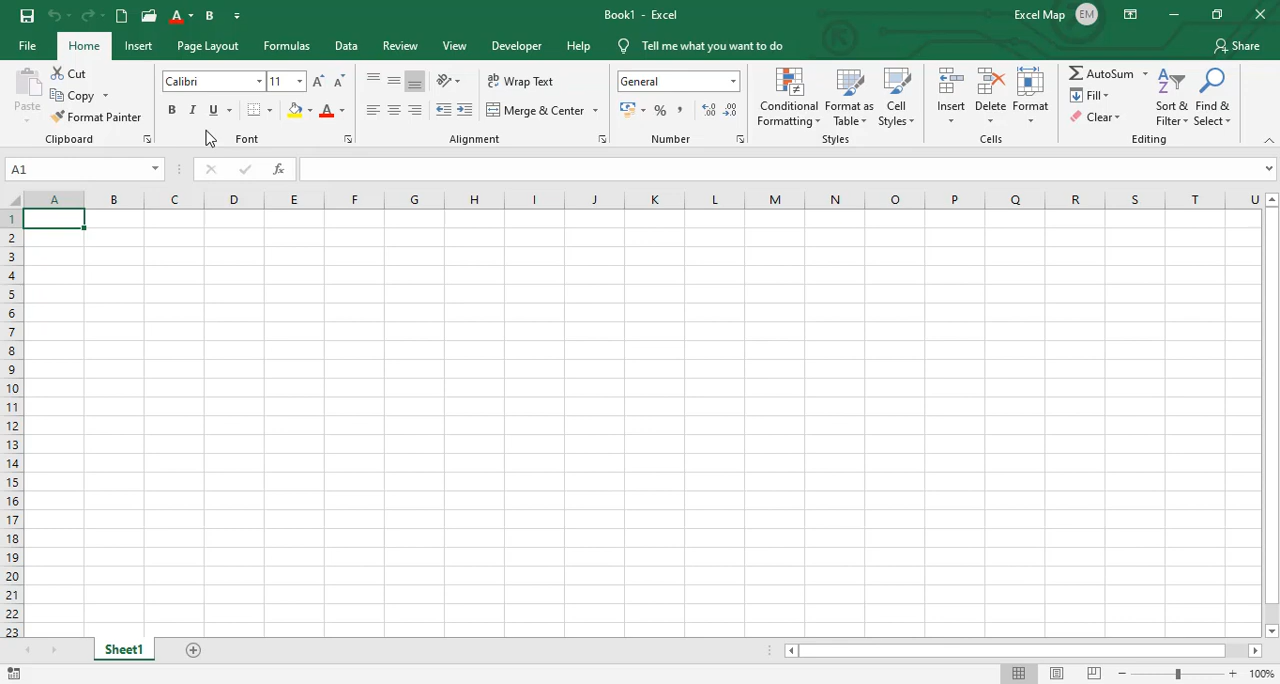 Book1 - Excel
Excel Map EM
File Home Insert Page Layout Formulas Data Review View Developer Help Tell me what you want to do Share
Paste
Cut
Copy
Format Painter
Clipboard
Calibri 11
B I U
Font
Wrap Text
Merge & Center
Alignment
General
Number
Conditional Formatting
Format as Table
Cell Styles
Styles
Insert Delete Format
Cells
AutoSum
Fill
Clear
Sort & Filter
Find & Select
Editing
A1 fx
A B C D E F G H I J K L M N O P Q R S T U
1
2
3
4
5
6
7
8
9
10
11
12
13
14
15
16
17
18
19
20
21
22
23
Sheet1
100%